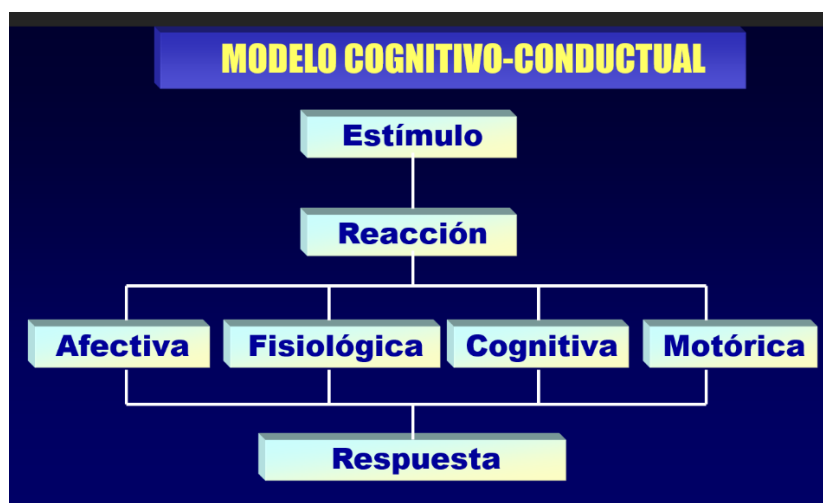 MODELO COGNITIVO-CONDUCTUAL
Estímulo
Reacción
Afectiva
Fisiológica
Cognitiva
Motórica
Respuesta